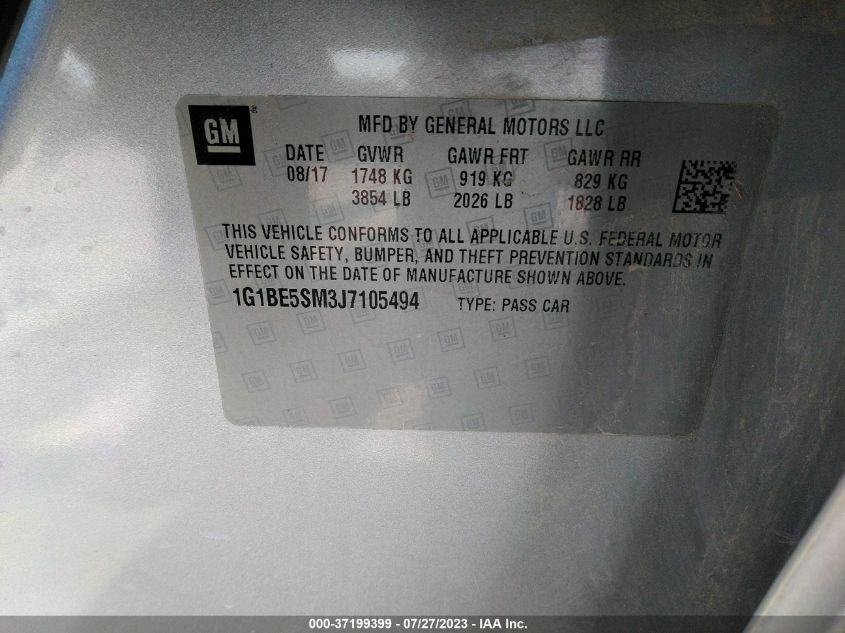 GM ®
MFD BY GENERAL MOTORS LLC
DATE GVWR GAWR FRT GAWR RR
08/17 1748 KG 919 KG 829 KG
3854 LB 2026 LB 1828 LB
THIS VEHICLE CONFORMS TO ALL APPLICABLE U.S. FEDERAL MOTOR
VEHICLE SAFETY, BUMPER, AND THEFT PREVENTION STANDARDS IN
EFFECT ON THE DATE OF MANUFACTURE SHOWN ABOVE.
1G1BE5SM3J7105494 TYPE: PASS CAR
000-37199399 / 07/27/2023 - IAA Inc.